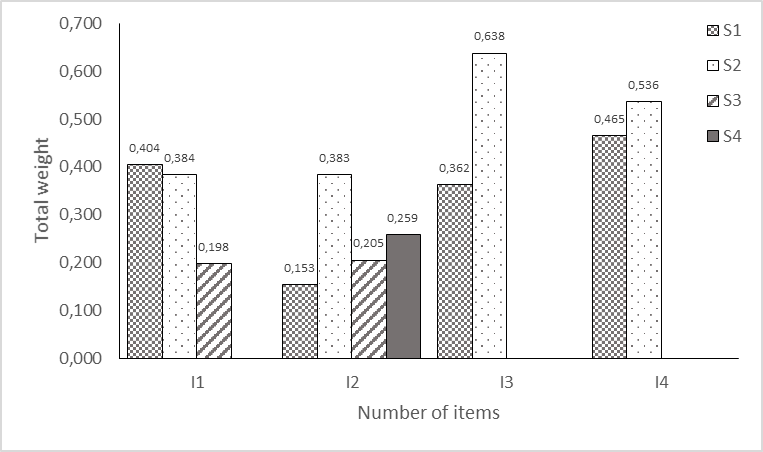 0,700
0,600
0,500
0,400
0,300
0,200
0,100
0,000
Total weight
0,404
0,384
0,198
0,153
0,383
0,205
0,259
0,362
0,638
0,465
0,536
I1
I2
I3
I4
Number of items
S1
S2
S3
S4